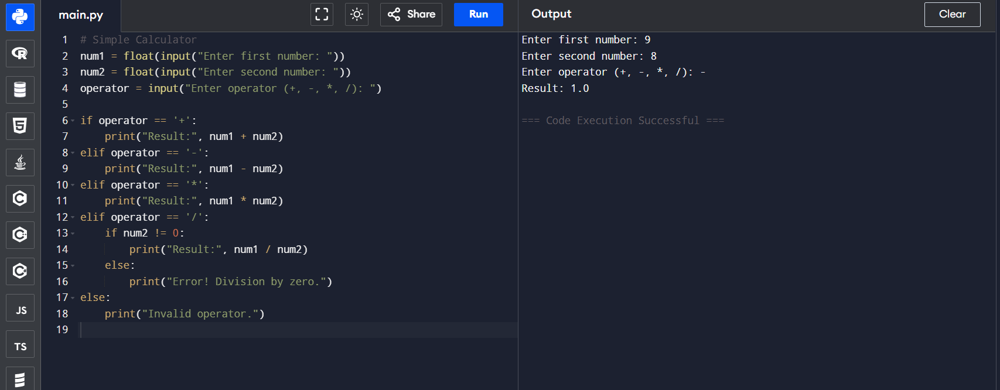 main.py
Share
Run
Output
Clear
1 # Simple Calculator
2 num1 = float(input("Enter first number: "))
3 num2 = float(input("Enter second number: "))
4 operator = input("Enter operator (+, -, *, /): ")
5
6 if operator == '+':
7     print("Result:", num1 + num2)
8 elif operator == '-':
9     print("Result:", num1 - num2)
10 elif operator == '*':
11     print("Result:", num1 * num2)
12 elif operator == '/':
13     if num2 != 0:
14         print("Result:", num1 / num2)
15     else:
16         print("Error! Division by zero.")
17 else:
18     print("Invalid operator.")
19
Enter first number: 9
Enter second number: 8
Enter operator (+, -, *, /): -
Result: 1.0
=== Code Execution Successful ===
R
5
C
C
C
JS
TS